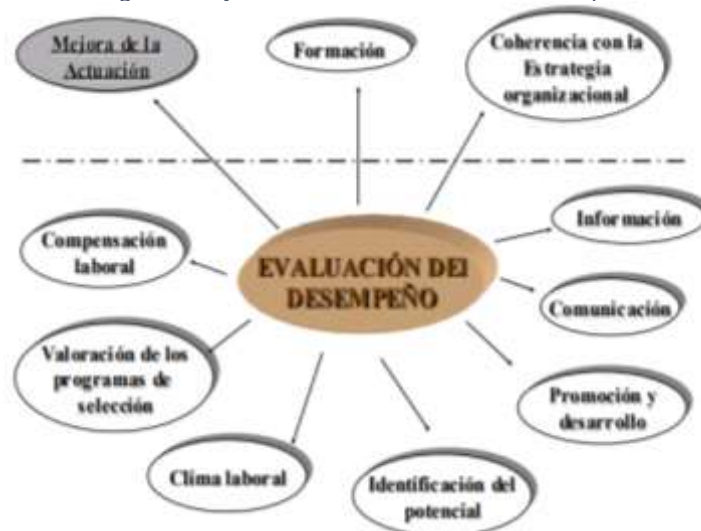 Mejora de la
Actuación
Formación
Coherencia con la
Estrategia
organizacional
Compensación
laboral
Información
EVALUACIÓN DEl
DESEMPEÑO
Comunicación
Valoración de los
programas de
selección
Promoción y
desarrollo
Clima laboral
Identificación del
potencial